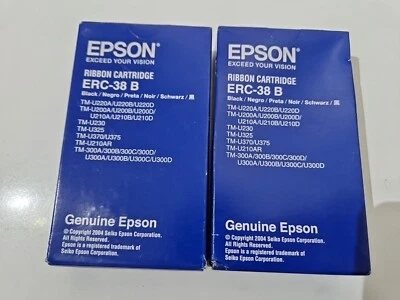 EPSON®
EXCEED YOUR VISION
RIBBON CARTRIDGE
ERC-38 B
Black / Negro / Preta / Noir / Schwarz / 黒
TM-U220A/U220B/U220D
TM-U200A/U200B/U200D/
U210A/U210B/U210D
TM-U230
TM-U325
TM-U370/U375
TM-U210AR
TM-300A/300B/300C/300D/
U300A/U300B/U300C/U300D
Genuine Epson
© Copyright 2004 Seiko Epson Corporation.
All Rights Reserved.
Epson is a registered trademark of
Seiko Epson Corporation.
EPSON®
EXCEED YOUR VISION
RIBBON CARTRIDGE
ERC-38 B
Black / Negro / Preta / Noir / Schwarz / 黒
TM-U220A/U220B/U220D
TM-U200A/U200B/U200D/
U210A/U210B/U210D
TM-U230
TM-U325
TM-U370/U375
TM-U210AR
TM-300A/300B/300C/300D/
U300A/U300B/U300C/U300D
Genuine Epson
© Copyright 2004 Seiko Epson Corporation.
All Rights Reserved.
Epson is a registered trademark of
Seiko Epson Corporation.